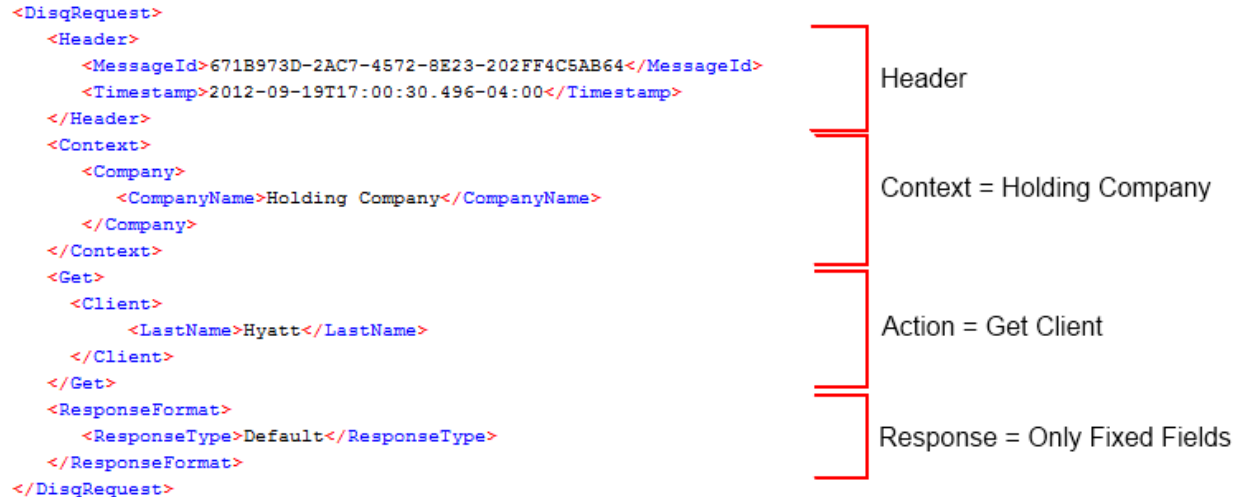 <DisqRequest>
<Header>
<MessageId>671B973D-2AC7-4572-8E23-202FF4C5AB64</MessageId>
<Timestamp>2012-09-19T17:00:30.496-04:00</Timestamp>
</Header>
<Context>
<Company>
<CompanyName>Holding Company</CompanyName>
</Company>
</Context>
<Get>
<Client>
<LastName>Hyatt</LastName>
</Client>
</Get>
<ResponseFormat>
<ResponseType>Default</ResponseType>
</ResponseFormat>
</DisqRequest>
Header
Context = Holding Company
Action = Get Client
Response = Only Fixed Fields